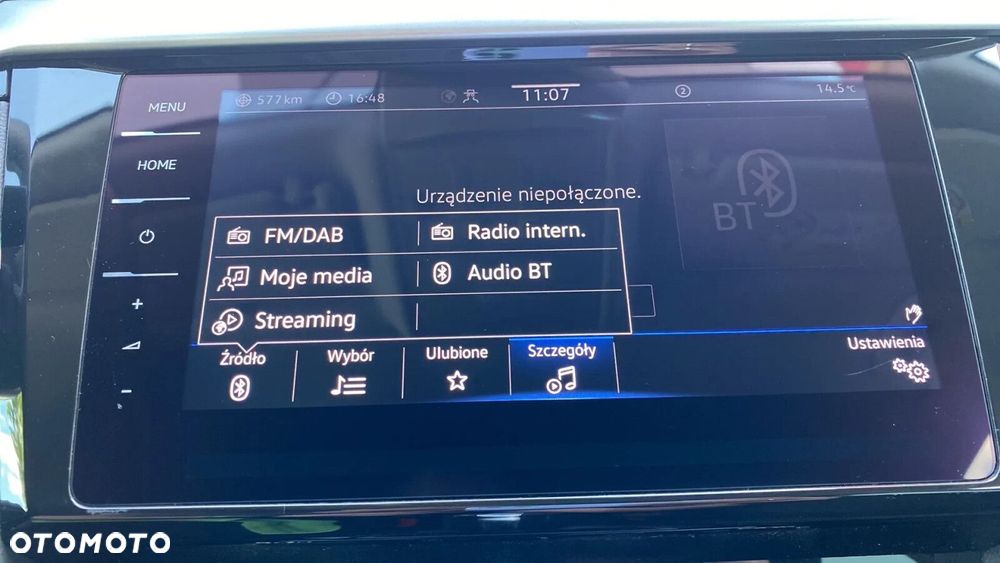 MENU
577km 16:48 11:07 2 14.5°C
HOME
Urządzenie niepołączone.
BT
FM/DAB Radio intern.
Moje media Audio BT
Streaming
+
-
Źródło Wybór Ulubione Szczegóły Ustawienia
OTOMOTO